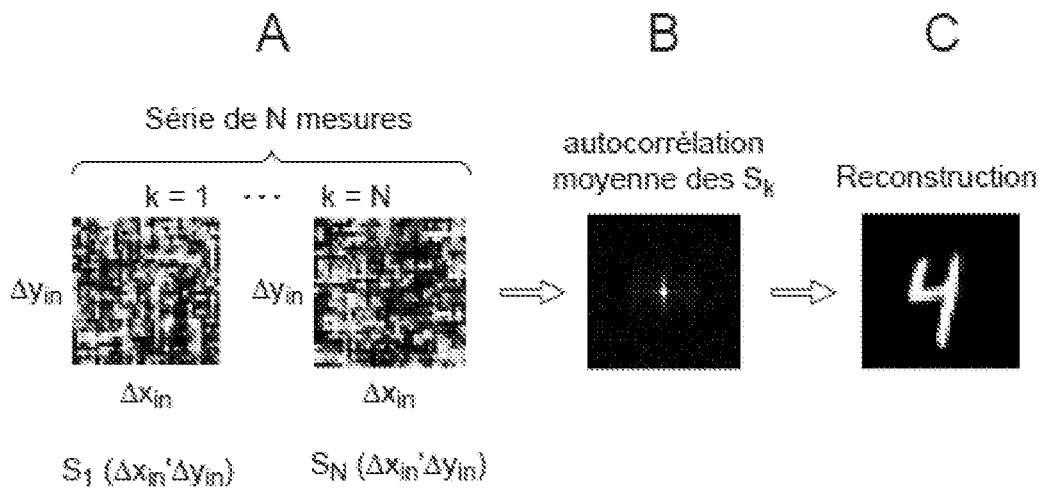 A
B
C
Série de N mesures
autocorrélation
moyenne des Sk
Reconstruction
k = 1 ... k = N
Δyin
Δyin
Δxin
Δxin
4
S1 (Δxin'Δyin)
SN (Δxin'Δyin)